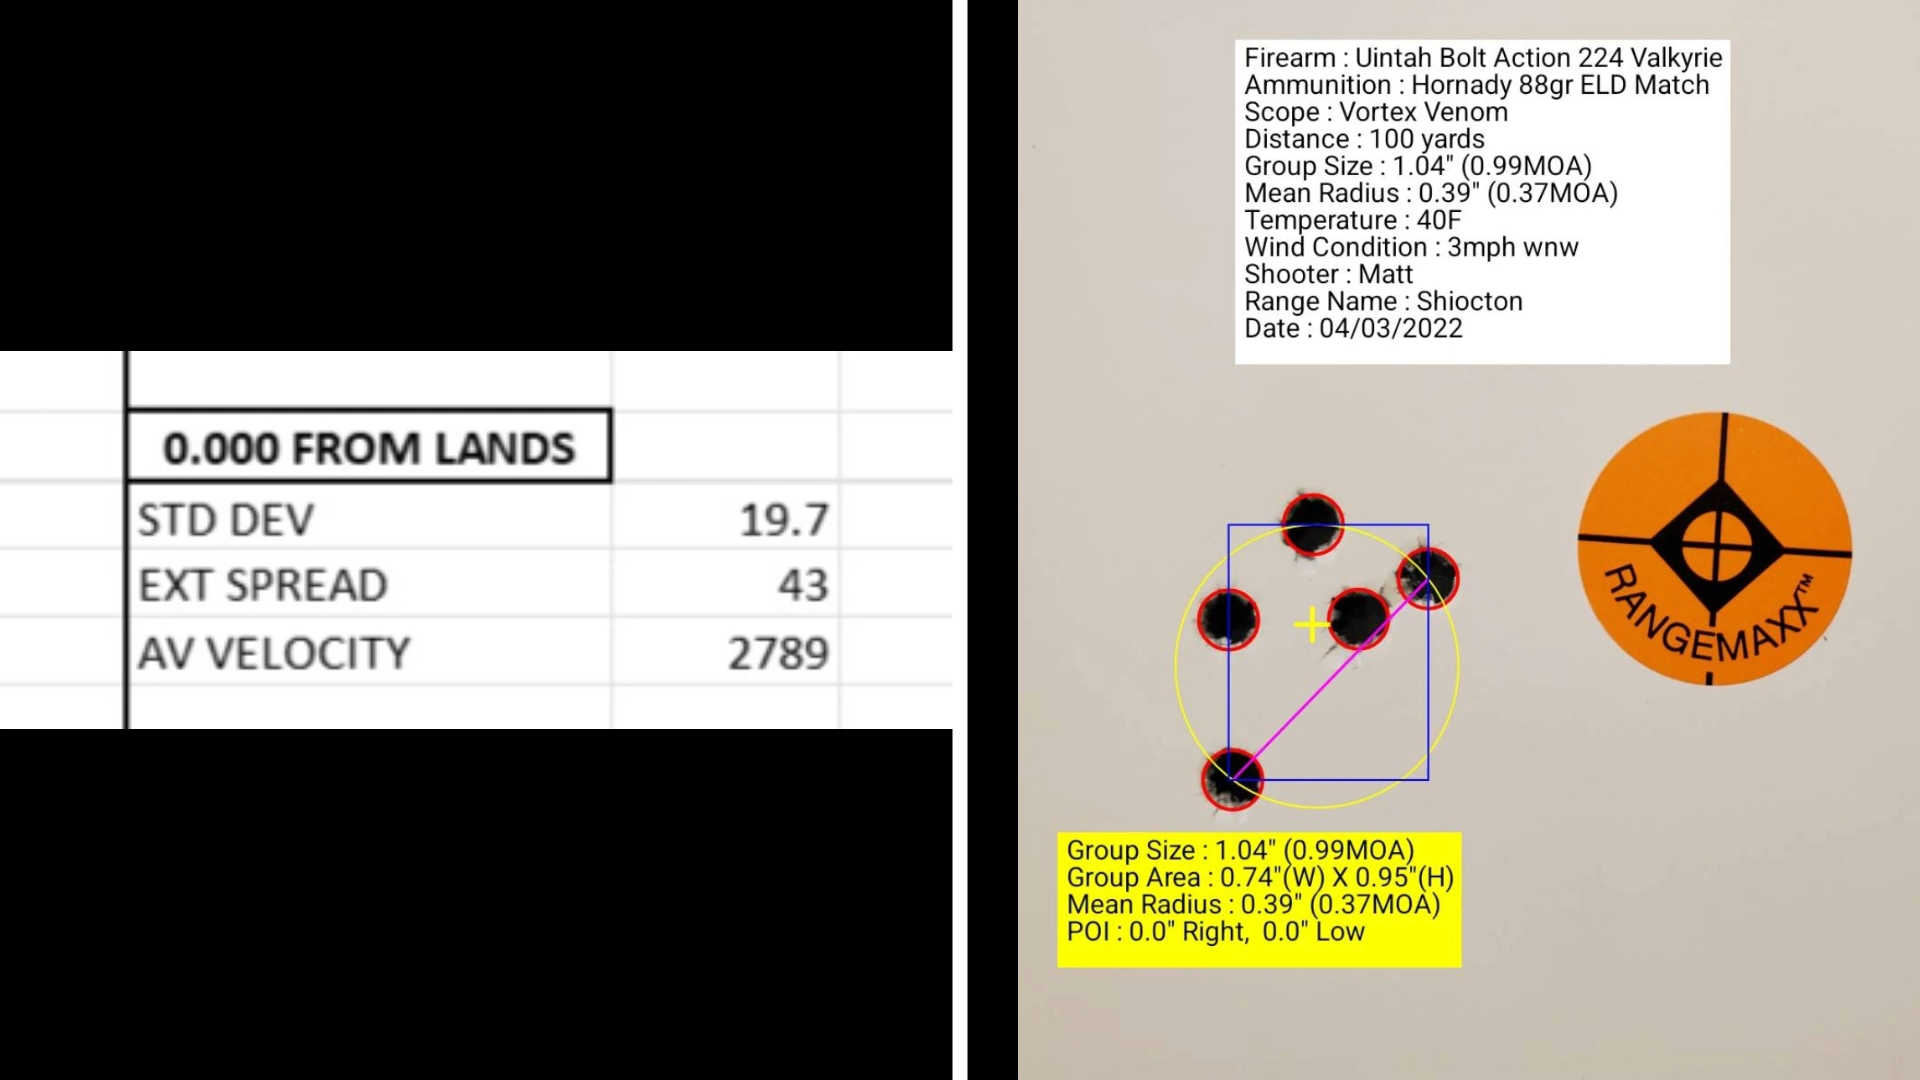 0.000 FROM LANDS
STD DEV 19.7
EXT SPREAD 43
AV VELOCITY 2789
Firearm : Uintah Bolt Action 224 Valkyrie
Ammunition : Hornady 88gr ELD Match
Scope : Vortex Venom
Distance : 100 yards
Group Size : 1.04" (0.99MOA)
Mean Radius : 0.39" (0.37MOA)
Temperature : 40F
Wind Condition : 3mph wnw
Shooter : Matt
Range Name : Shiocton
Date : 04/03/2022
RANGEMAXX™
Group Size : 1.04" (0.99MOA)
Group Area : 0.74"(W) X 0.95"(H)
Mean Radius : 0.39" (0.37MOA)
POI : 0.0" Right, 0.0" Low